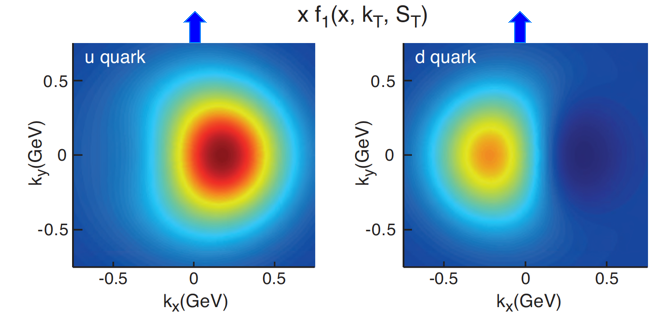 x f1(x, kT, ST)
u quark
d quark
ky(GeV)
0.5
0
-0.5
ky(GeV)
0.5
0
-0.5
-0.5 0 0.5
kx(GeV)
-0.5 0 0.5
kx(GeV)